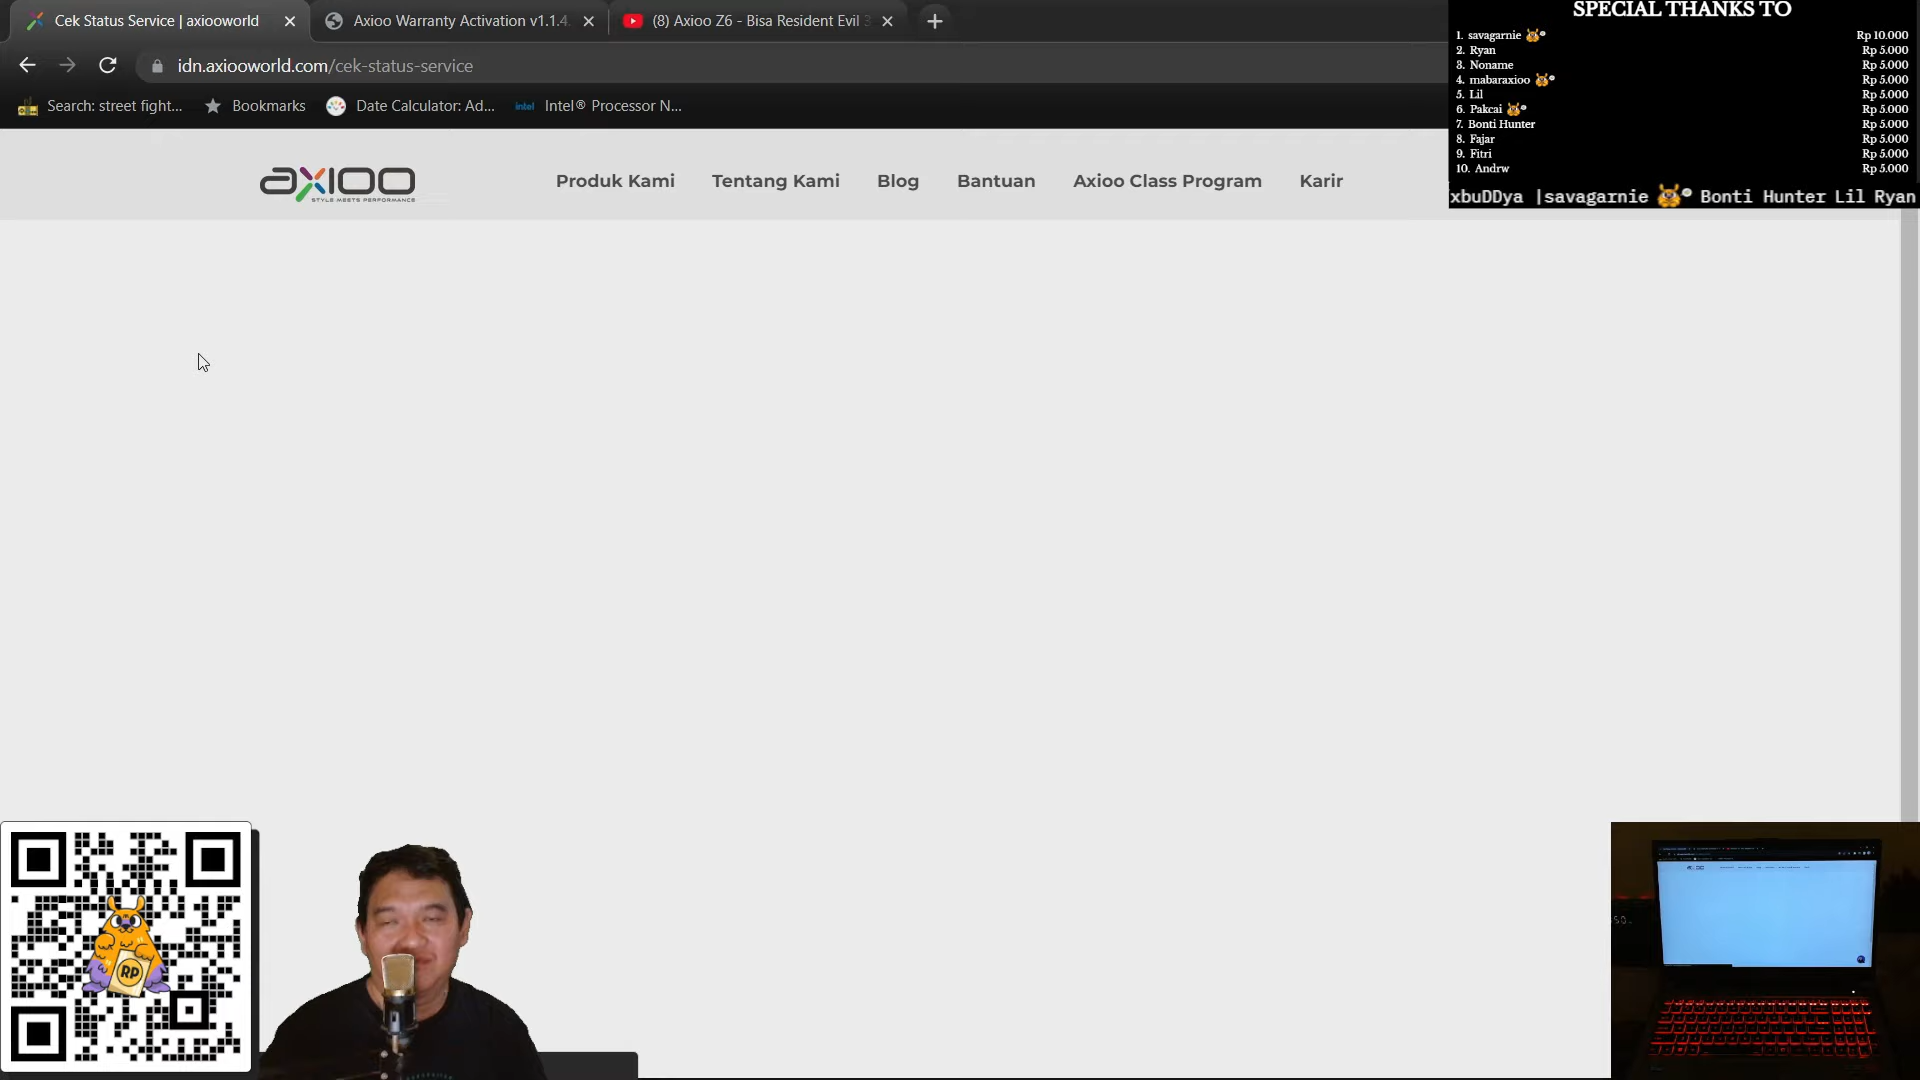 Cek Status Service | axiooworld
Axioo Warranty Activation v1.1.4.
(8) Axioo Z6 - Bisa Resident Evil 3
idn.axiooworld.com/cek-status-service
Search: street fight...
Bookmarks
Date Calculator: Ad...
intel
Intel® Processor N...
axioo
STYLE MEETS PERFORMANCE
Produk Kami
Tentang Kami
Blog
Bantuan
Axioo Class Program
Karir
SPECIAL THANKS TO
1. savagarnie Rp 10.000
2. Ryan Rp 5.000
3. Noname Rp 5.000
4. mabaraxioo Rp 5.000
5. Lil Rp 5.000
6. Pakcai Rp 5.000
7. Bonti Hunter Rp 5.000
8. Fajar Rp 5.000
9. Fitri Rp 5.000
10. Andrw Rp 5.000
xbuDDya |savagarnie Bonti Hunter Lil Ryan
RP